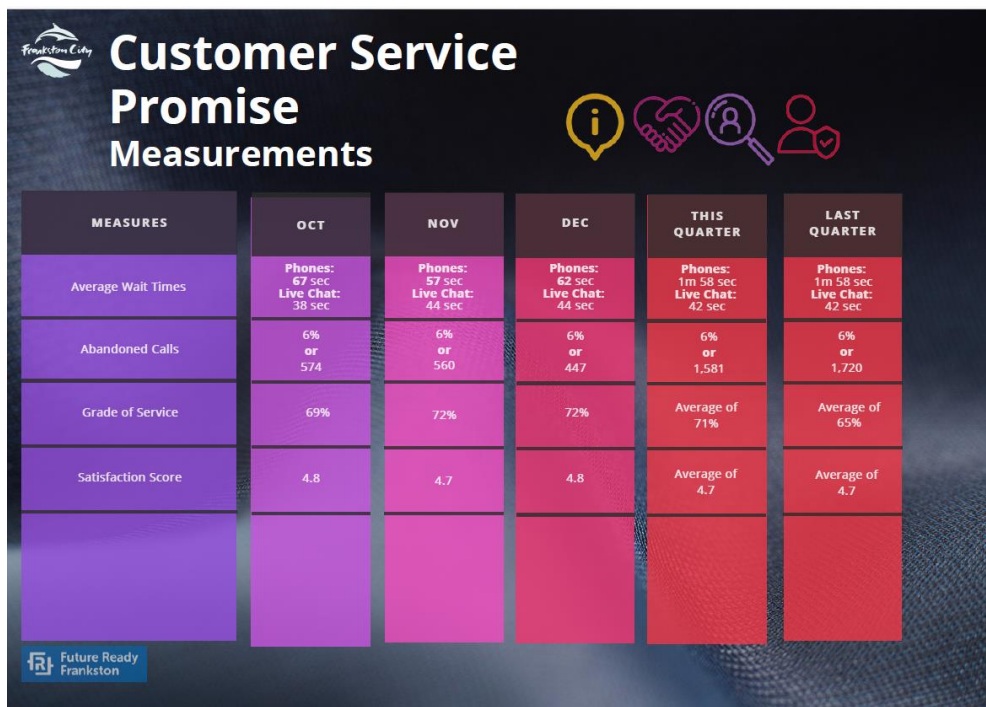 Frankston City
Customer Service
Promise
Measurements
MEASURES
OCT
NOV
DEC
THIS
QUARTER
LAST
QUARTER
Average Wait Times
Phones:
67 sec
Live Chat:
38 sec
Phones:
57 sec
Live Chat:
44 sec
Phones:
62 sec
Live Chat:
44 sec
Phones:
1m 58 sec
Live Chat:
42 sec
Phones:
1m 58 sec
Live Chat:
42 sec
Abandoned Calls
6%
or
574
6%
or
560
6%
or
447
6%
or
1,581
6%
or
1,720
Grade of Service
69%
72%
72%
Average of
71%
Average of
65%
Satisfaction Score
4.8
4.7
4.8
Average of
4.7
Average of
4.7
Future Ready
Frankston